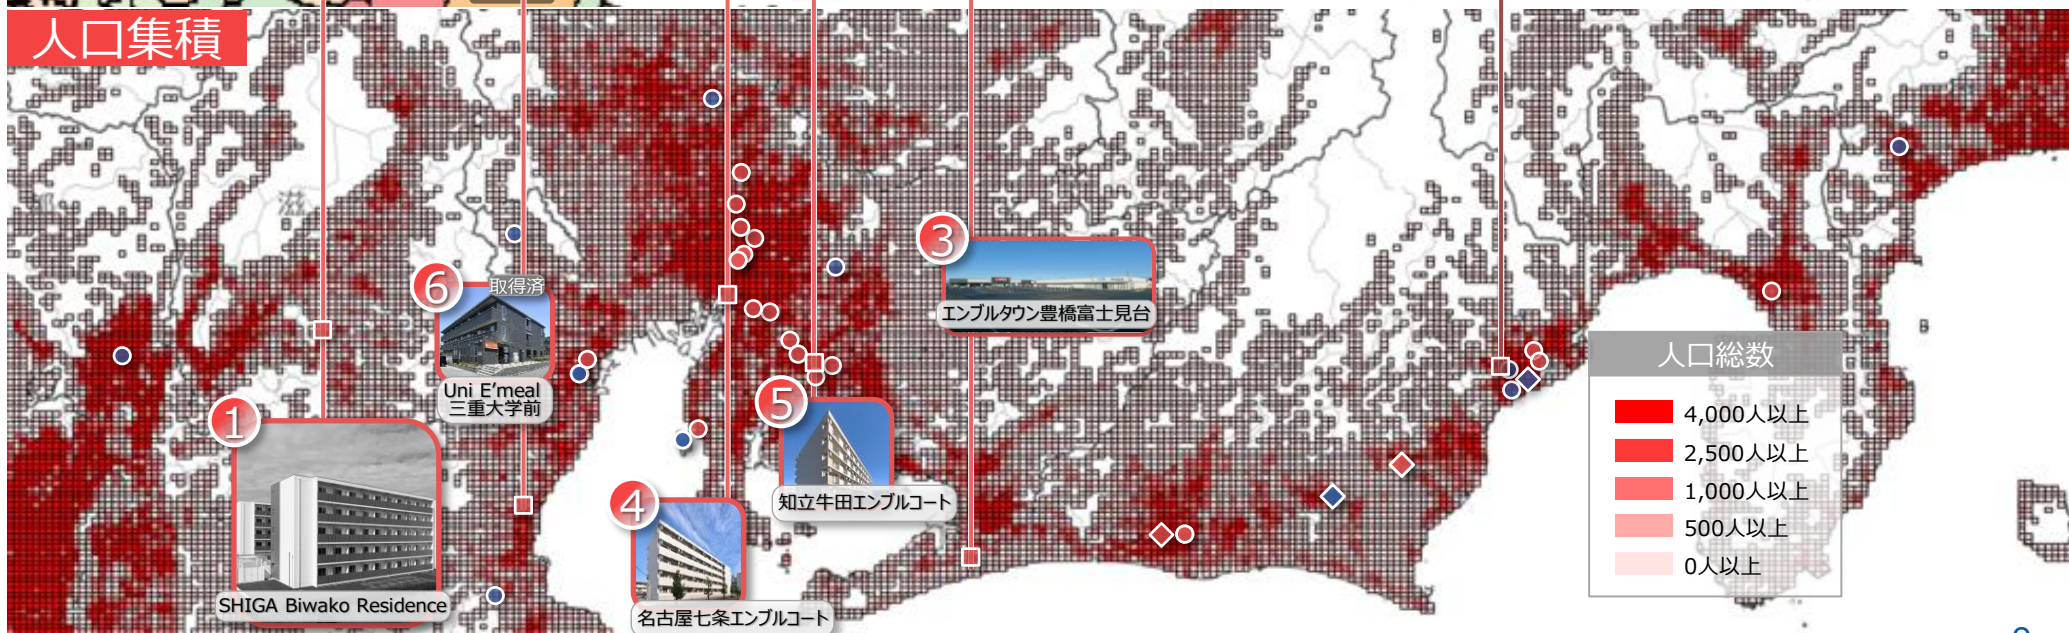 人口集積
滋
3
エンブルタウン豊橋富士見台
6
取得済
Uni E'meal
三重大学前
1
SHIGA Biwako Residence
5
知立牛田エンブルコート
4
名古屋七条エンブルコート
人口総数
4,000人以上
2,500人以上
1,000人以上
500人以上
0人以上